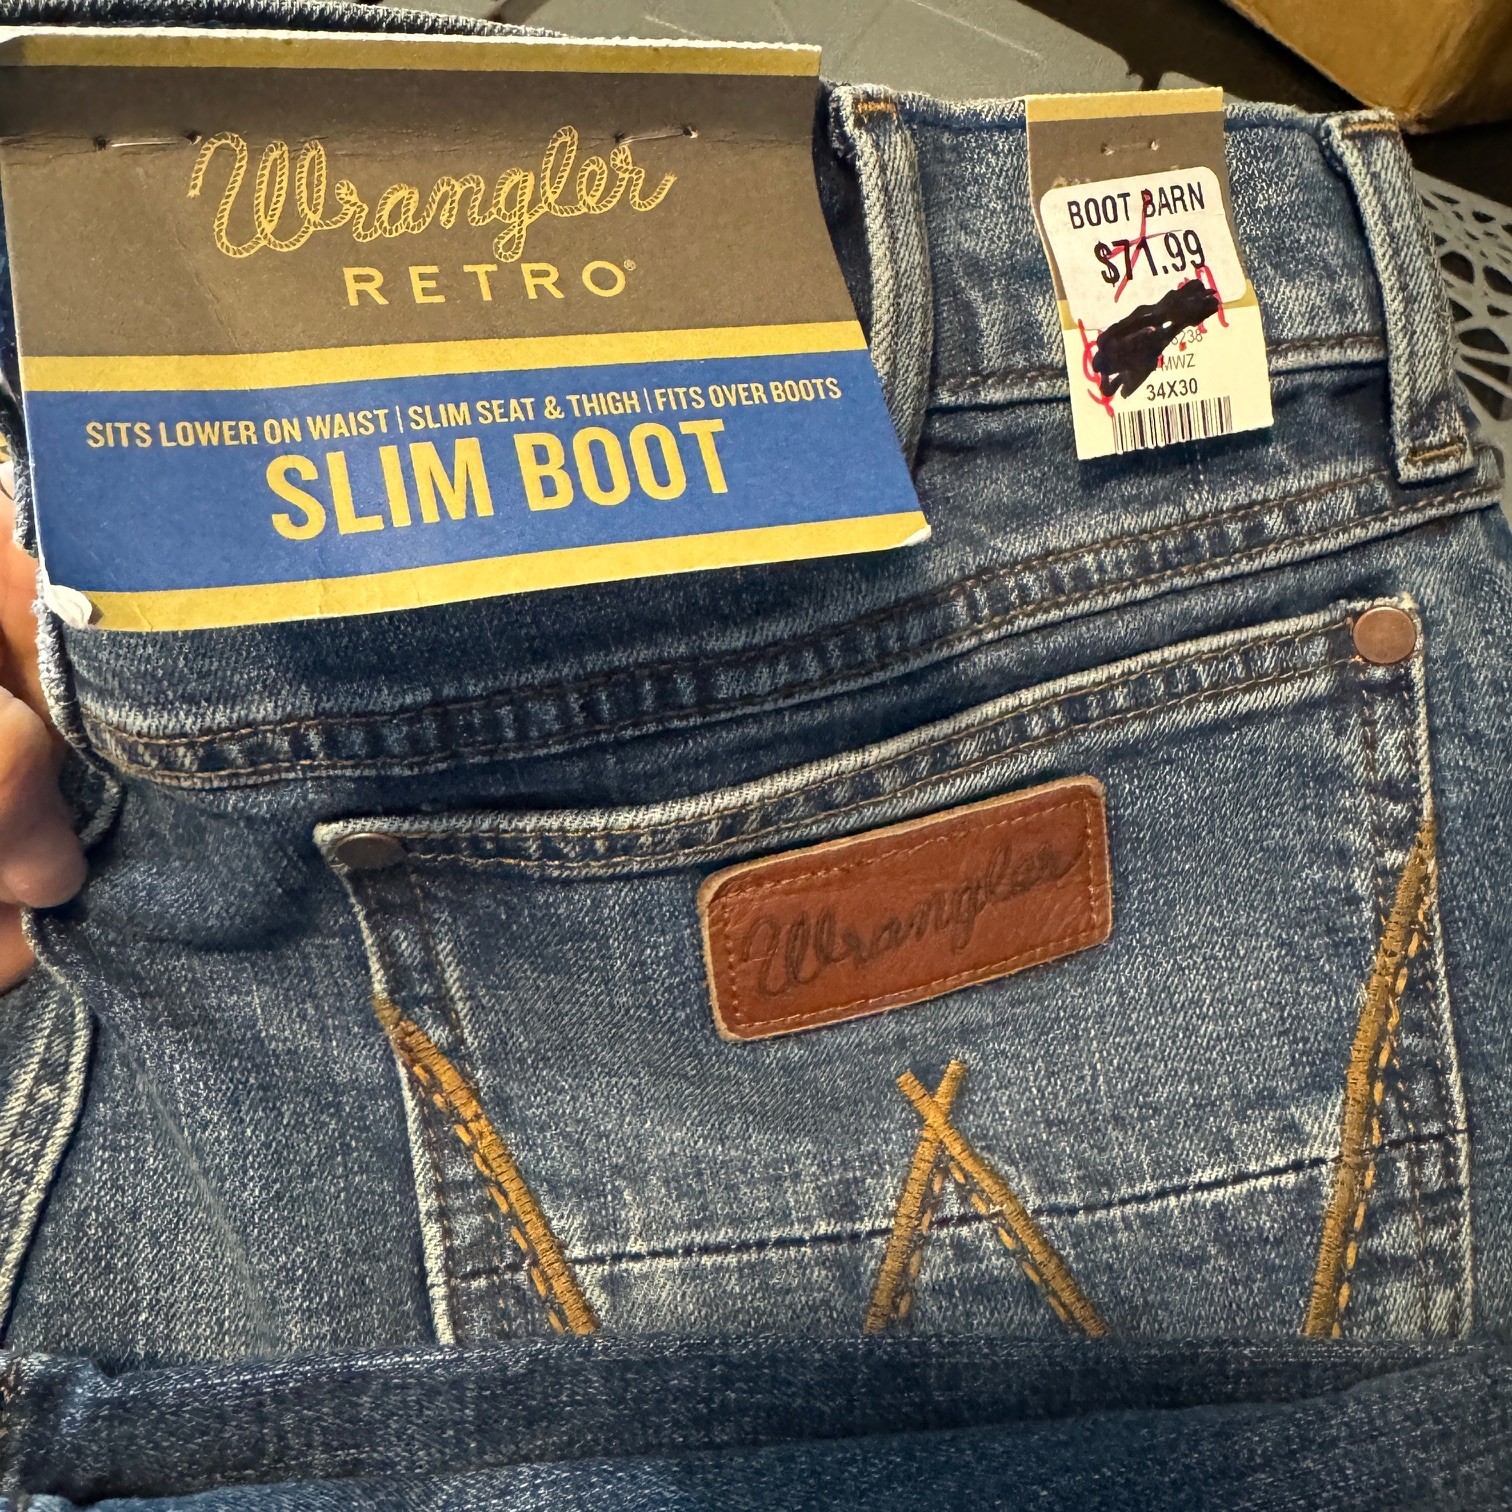 Wrangler
RETRO®
SITS LOWER ON WAIST | SLIM SEAT & THIGH | FITS OVER BOOTS
SLIM BOOT
BOOT BARN
$71.99
MWZ
34X30
Wrangler